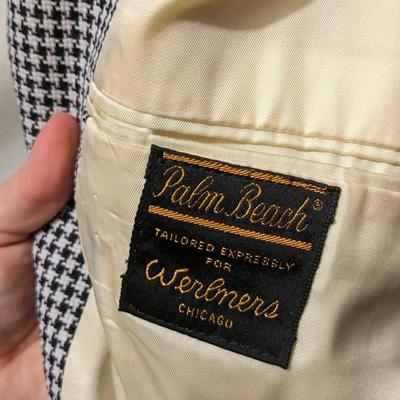 Palm Beach®
TAILORED EXPRESSLY
FOR
Werbners
CHICAGO